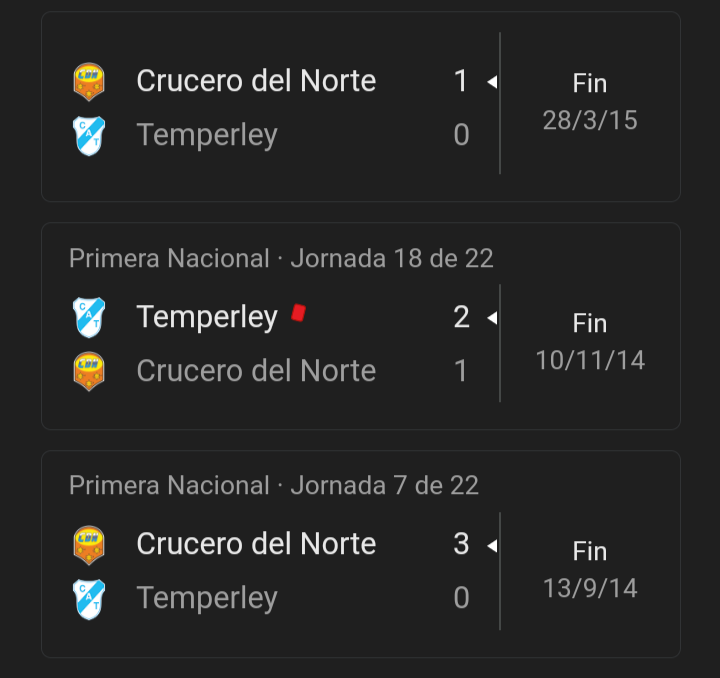 Crucero del Norte 1 Fin
Temperley 0 28/3/15
Primera Nacional · Jornada 18 de 22
Temperley 2 Fin
Crucero del Norte 1 10/11/14
Primera Nacional · Jornada 7 de 22
Crucero del Norte 3 Fin
Temperley 0 13/9/14